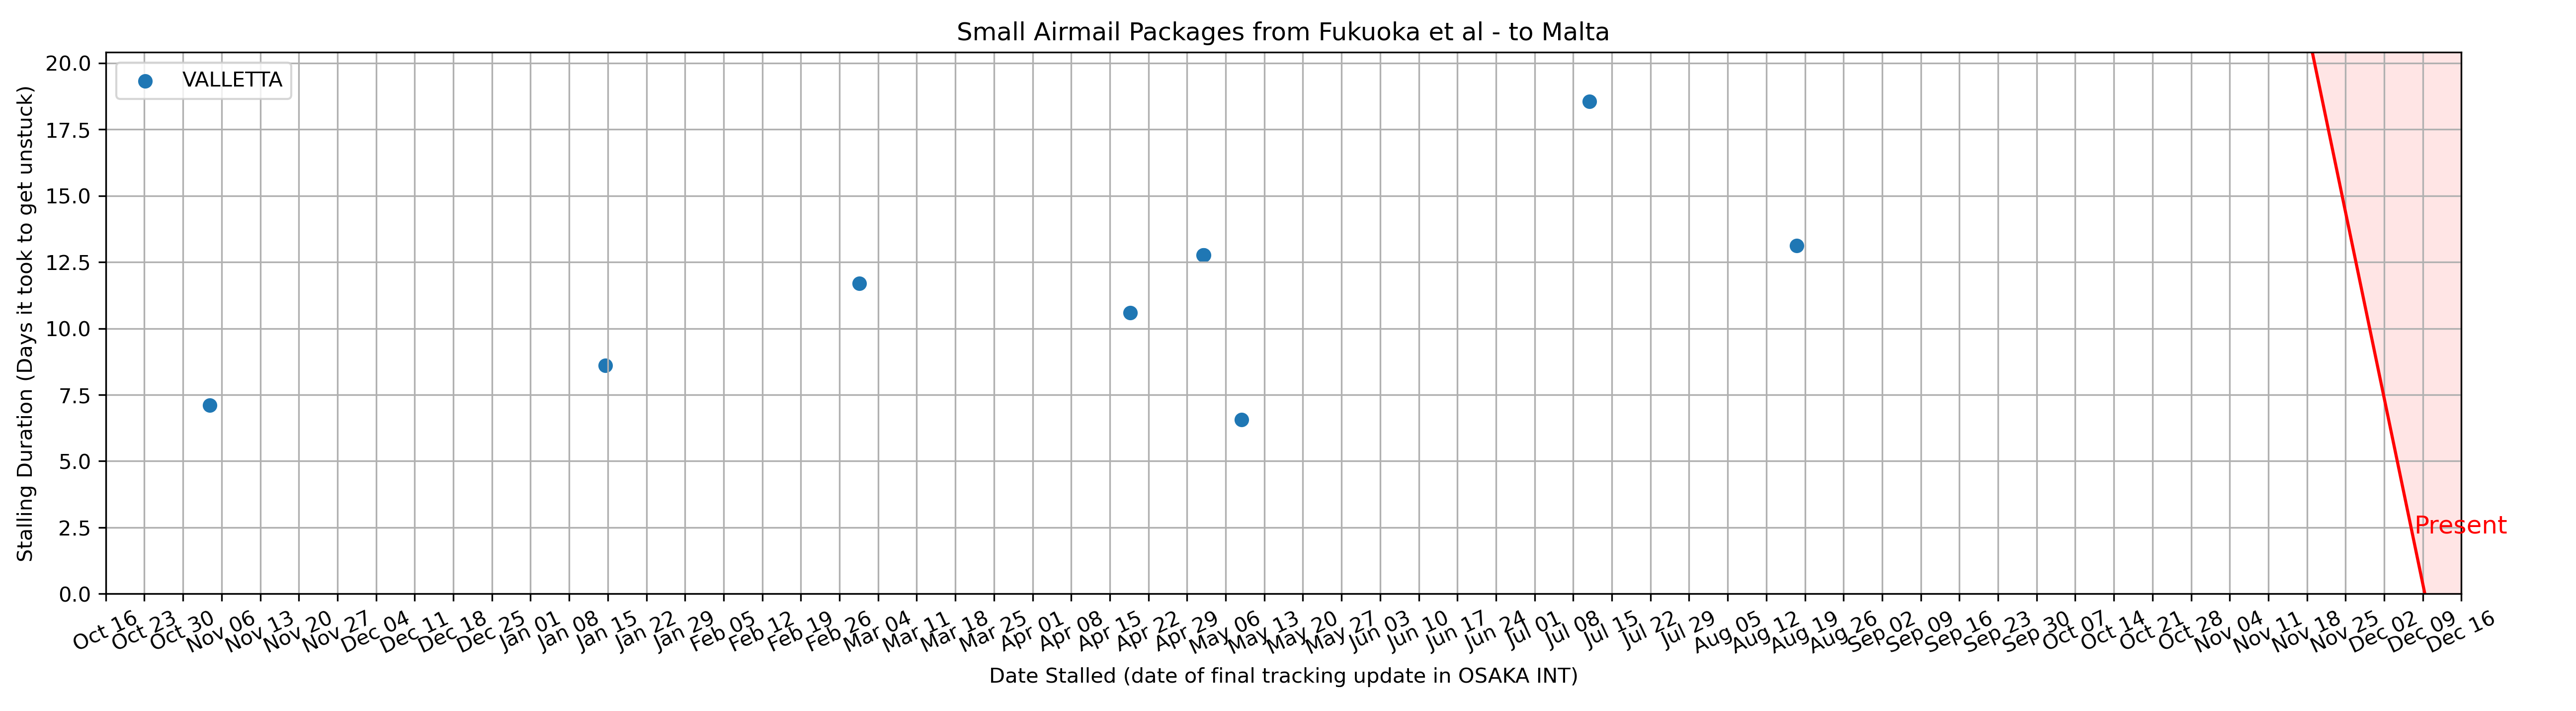 Small Airmail Packages from Fukuoka et al - to Malta
VALLETTA
Stalling Duration (Days it took to get unstuck)
20.0
17.5
15.0
12.5
10.0
7.5
5.0
2.5
0.0
Present
Oct 16 Oct 23 Oct 30 Nov 06 Nov 13 Nov 20 Nov 27 Dec 04 Dec 11 Dec 18 Dec 25 Jan 01 Jan 08 Jan 15 Jan 22 Jan 29 Feb 05 Feb 12 Feb 19 Feb 26 Mar 04 Mar 11 Mar 18 Mar 25 Apr 01 Apr 08 Apr 15 Apr 22 Apr 29 May 06 May 13 May 20 May 27 Jun 03 Jun 10 Jun 17 Jun 24 Jul 01 Jul 08 Jul 15 Jul 22 Jul 29 Aug 05 Aug 12 Aug 19 Aug 26 Sep 02 Sep 09 Sep 16 Sep 23 Sep 30 Oct 07 Oct 14 Oct 21 Oct 28 Nov 04 Nov 11 Nov 18 Nov 25 Dec 02 Dec 09 Dec 16
Date Stalled (date of final tracking update in OSAKA INT)